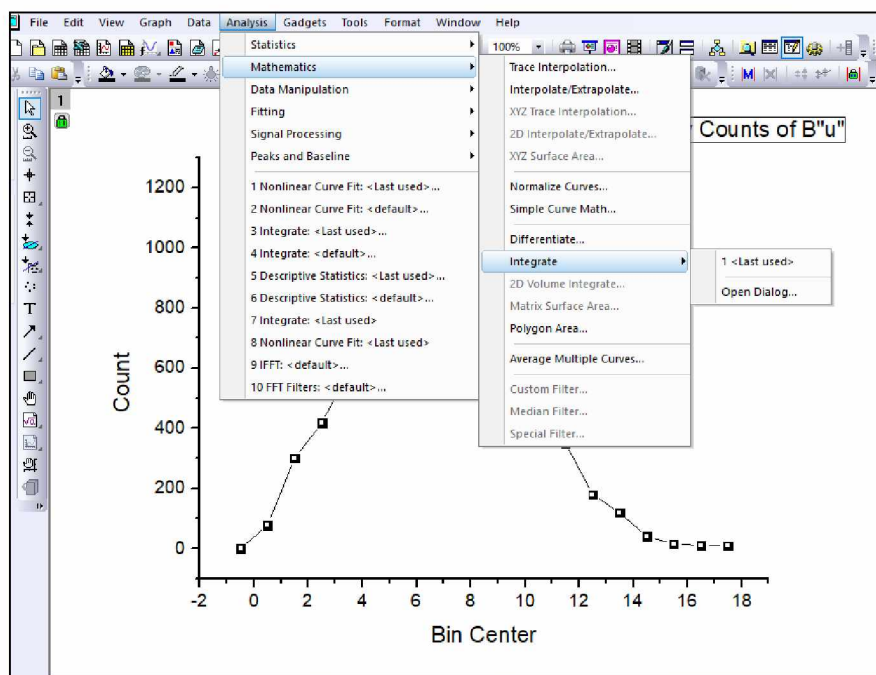 File Edit View Graph Data Analysis Gadgets Tools Format Window Help
100%
1
Statistics
Mathematics
Data Manipulation
Fitting
Signal Processing
Peaks and Baseline
1 Nonlinear Curve Fit: <Last used>...
2 Nonlinear Curve Fit: <default>...
3 Integrate: <Last used>...
4 Integrate: <default>...
5 Descriptive Statistics: <Last used>...
6 Descriptive Statistics: <default>...
7 Integrate: <Last used>
8 Nonlinear Curve Fit: <Last used>
9 IFFT: <default>...
10 FFT Filters: <default>...
Trace Interpolation...
Interpolate/Extrapolate...
XYZ Trace Interpolation...
2D Interpolate/Extrapolate...
XYZ Surface Area...
Normalize Curves...
Simple Curve Math...
Differentiate...
Integrate
2D Volume Integrate...
Matrix Surface Area...
Polygon Area...
Average Multiple Curves...
Custom Filter...
Median Filter...
Special Filter...
1 <Last used>
Open Dialog...
Counts of B"u"
T
M
Count
1200
1000
800
600
400
200
0
-2 0 2 4 6 8 10 12 14 16 18
Bin Center